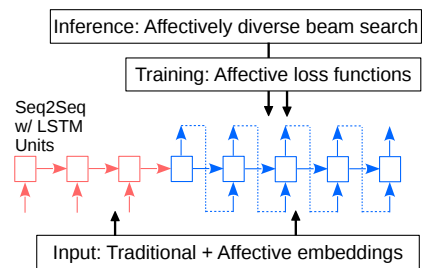 Inference: Affectively diverse beam search
Training: Affective loss functions
Seq2Seq
w/ LSTM
Units
Input: Traditional + Affective embeddings